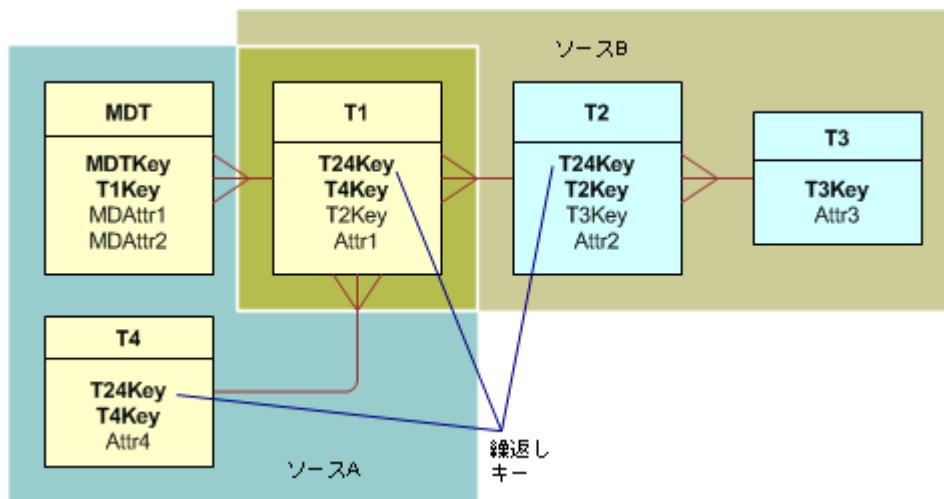 ソースB
MDT
MDTKey
T1Key
MDAttr1
MDAttr2
T1
T24Key
T4Key
T2Key
Attr1
T2
T24Key
T2Key
T3Key
Attr2
T3
T3Key
Attr3
T4
T24Key
T4Key
Attr4
ソースA
繰返し
キー